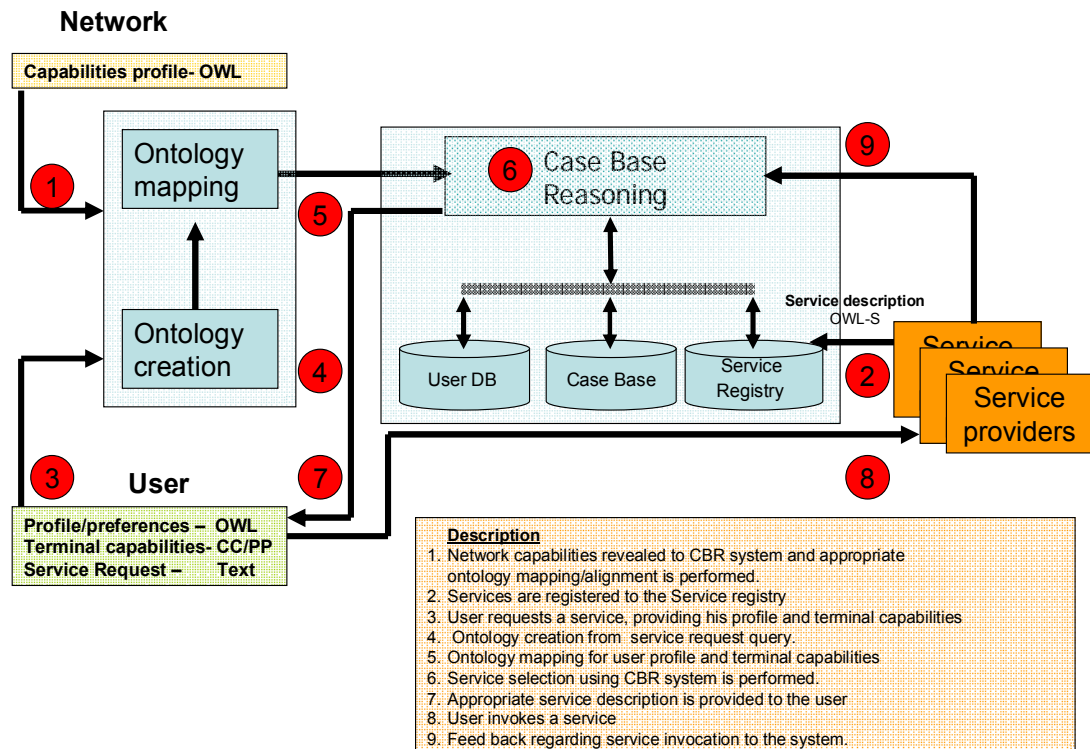 Network
Capabilities profile- OWL
Ontology
mapping
1
5
6
Case Base
Reasoning
9
Ontology
creation
4
User DB
Case Base
Service
Registry
Service description
OWL-S
2
Service
Service
Service
providers
3
User
7
8
Profile/preferences – OWL
Terminal capabilities- CC/PP
Service Request – Text
Description
1. Network capabilities revealed to CBR system and appropriate
ontology mapping/alignment is performed.
2. Services are registered to the Service registry
3. User requests a service, providing his profile and terminal capabilities
4. Ontology creation from service request query.
5. Ontology mapping for user profile and terminal capabilities
6. Service selection using CBR system is performed.
7. Appropriate service description is provided to the user
8. User invokes a service
9. Feed back regarding service invocation to the system.